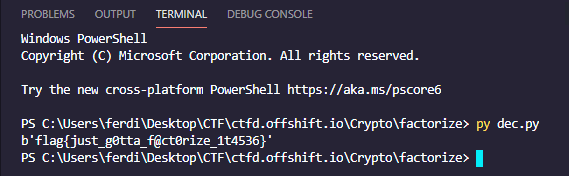 PROBLEMS OUTPUT TERMINAL DEBUG CONSOLE
Windows PowerShell
Copyright (C) Microsoft Corporation. All rights reserved.
Try the new cross-platform PowerShell https://aka.ms/pscore6
PS C:\Users\ferdi\Desktop\CTF\ctfd.offshift.io\Crypto\factorize> py dec.py
b'flag{just_g0tta_f@ct0rize_1t4536}'
PS C:\Users\ferdi\Desktop\CTF\ctfd.offshift.io\Crypto\factorize>